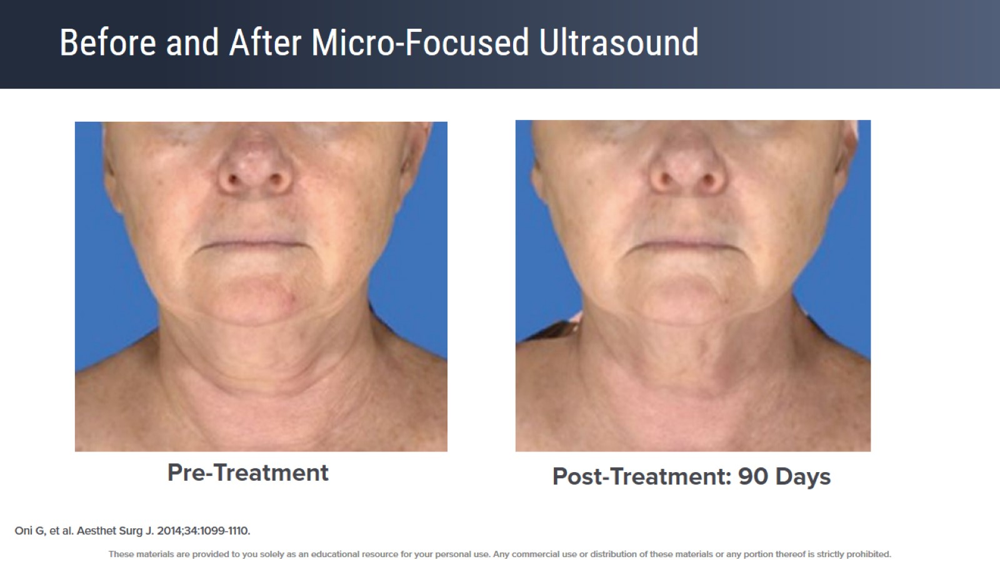 Before and After Micro-Focused Ultrasound
Pre-Treatment
Post-Treatment: 90 Days
Oni G, et al. Aesthet Surg J. 2014;34:1099-1110.
These materials are provided to you solely as an educational resource for your personal use. Any commercial use or distribution of these materials or any portion thereof is strictly prohibited.